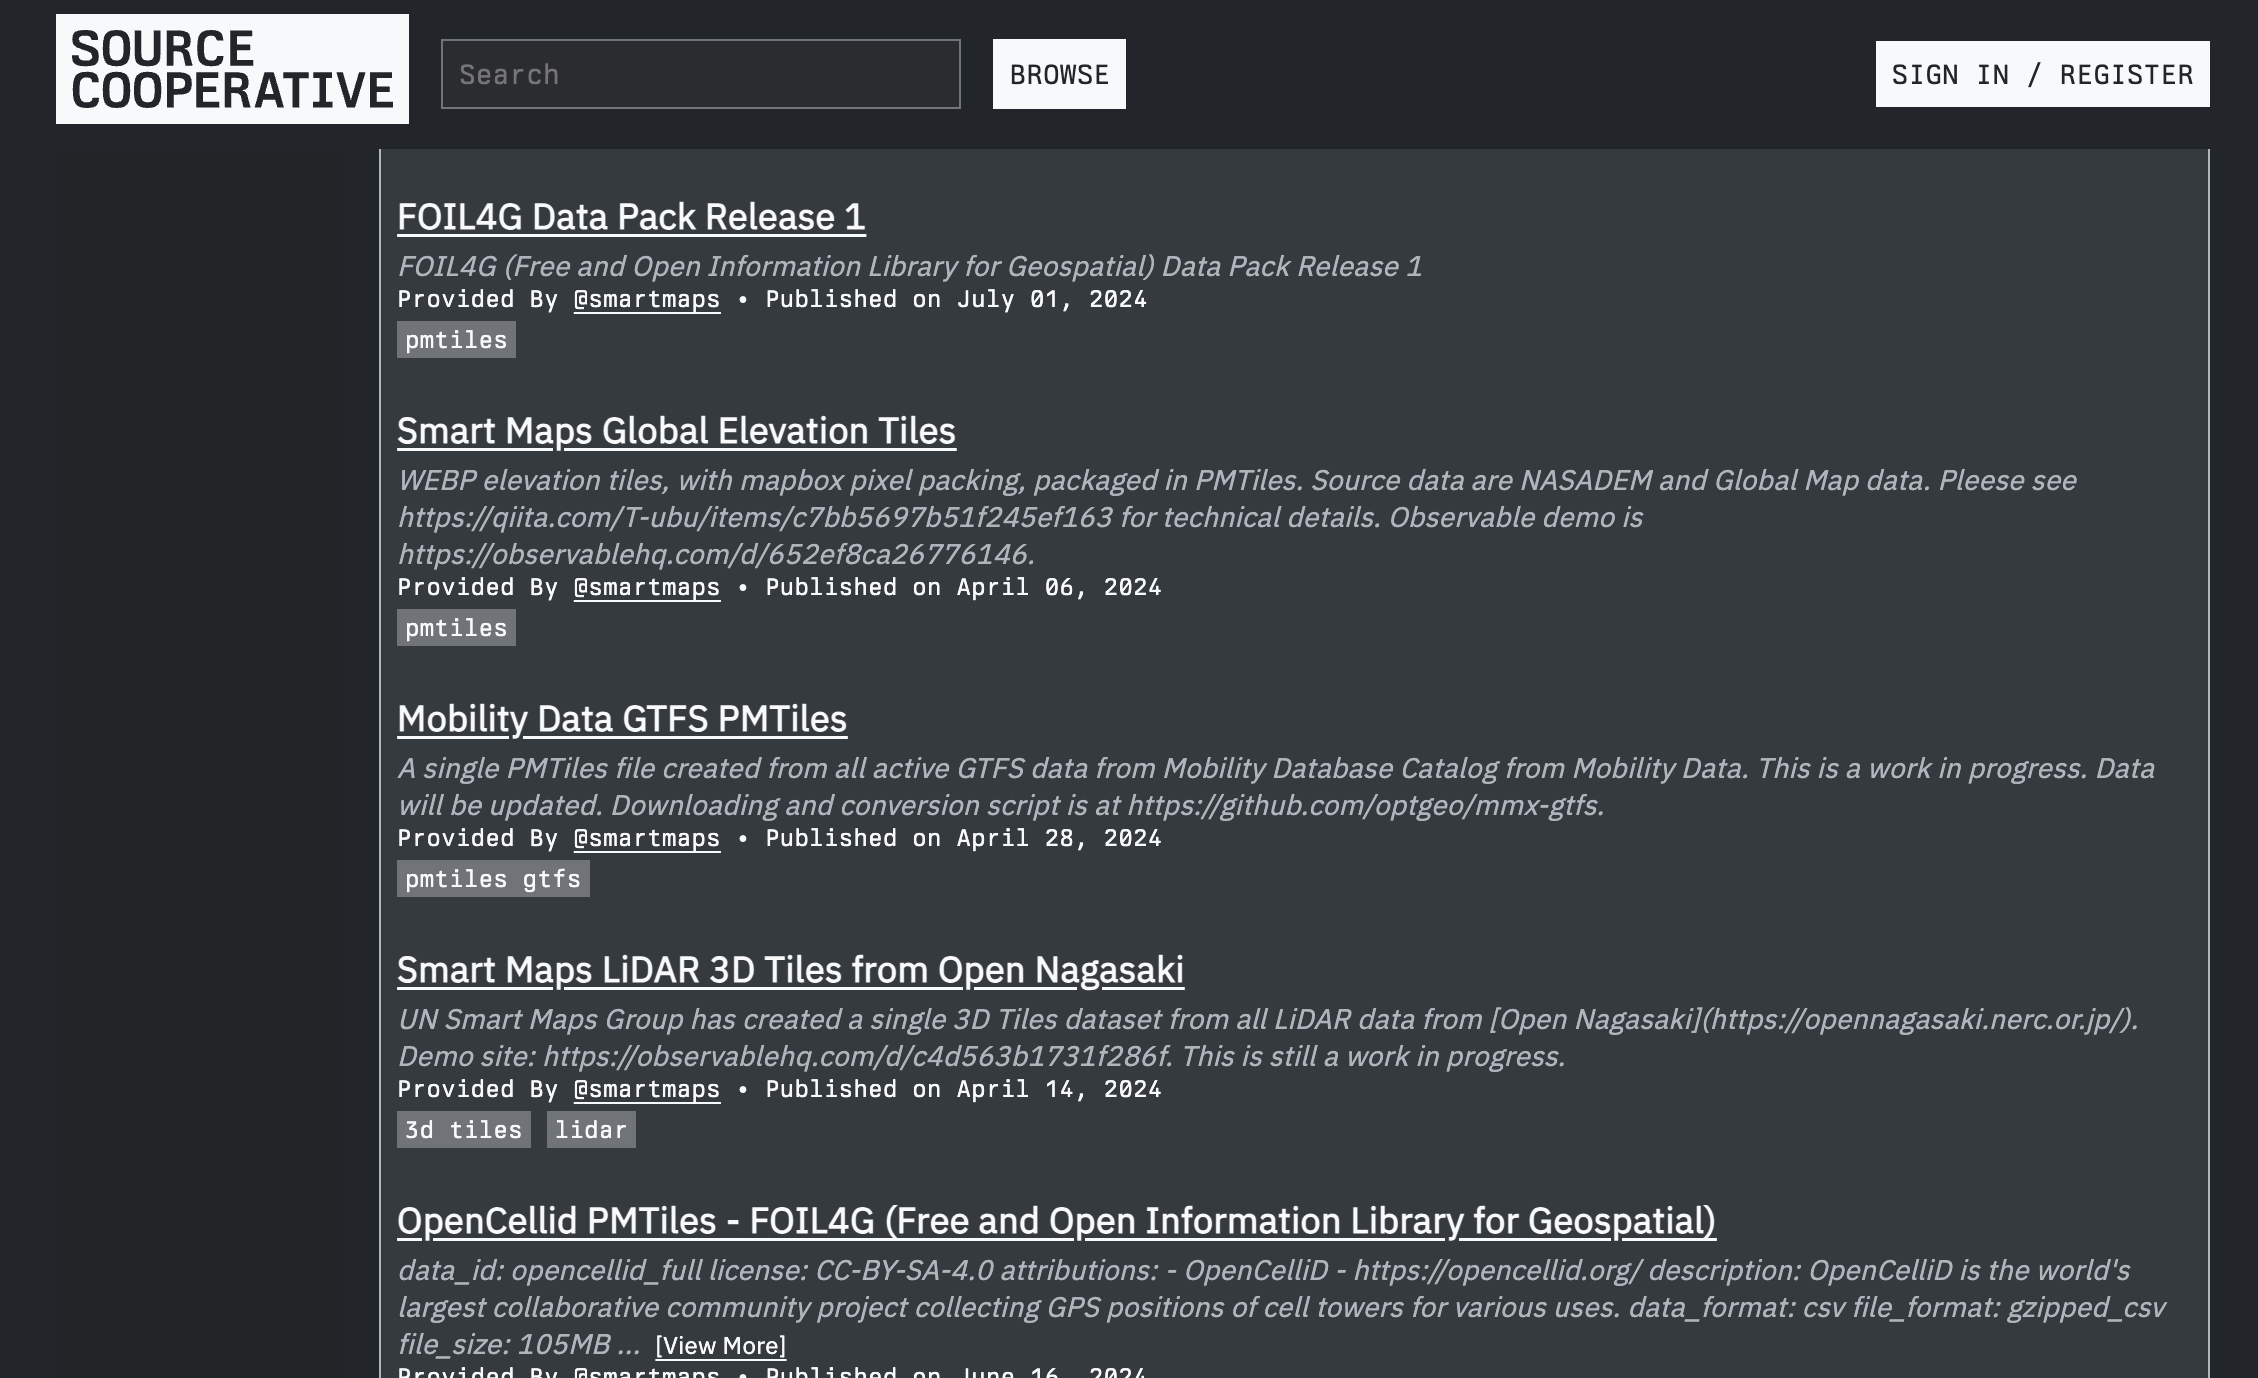 SOURCE
COOPERATIVE
Search
BROWSE
SIGN IN / REGISTER
FOIL4G Data Pack Release 1
FOIL4G (Free and Open Information Library for Geospatial) Data Pack Release 1
Provided By @smartmaps • Published on July 01, 2024
pmtiles
Smart Maps Global Elevation Tiles
WEBP elevation tiles, with mapbox pixel packing, packaged in PMTiles. Source data are NASADEM and Global Map data. Pleese see
https://qiita.com/T-ubu/items/c7bb5697b51f245ef163 for technical details. Observable demo is
https://observablehq.com/d/652ef8ca26776146.
Provided By @smartmaps • Published on April 06, 2024
pmtiles
Mobility Data GTFS PMTiles
A single PMTiles file created from all active GTFS data from Mobility Database Catalog from Mobility Data. This is a work in progress. Data
will be updated. Downloading and conversion script is at https://github.com/optgeo/mmx-gtfs.
Provided By @smartmaps • Published on April 28, 2024
pmtiles gtfs
Smart Maps LiDAR 3D Tiles from Open Nagasaki
UN Smart Maps Group has created a single 3D Tiles dataset from all LiDAR data from [Open Nagasaki](https://opennagasaki.nerc.or.jp/).
Demo site: https://observablehq.com/d/c4d563b1731f286f. This is still a work in progress.
Provided By @smartmaps • Published on April 14, 2024
3d tiles lidar
OpenCellid PMTiles - FOIL4G (Free and Open Information Library for Geospatial)
data_id: opencellid_full license: CC-BY-SA-4.0 attributions: - OpenCelliD - https://opencellid.org/ description: OpenCelliD is the world's
largest collaborative community project collecting GPS positions of cell towers for various uses. data_format: csv file_format: gzipped_csv
file_size: 105MB ... [View More]
Provided By @smartmaps • Published on June 16, 2024